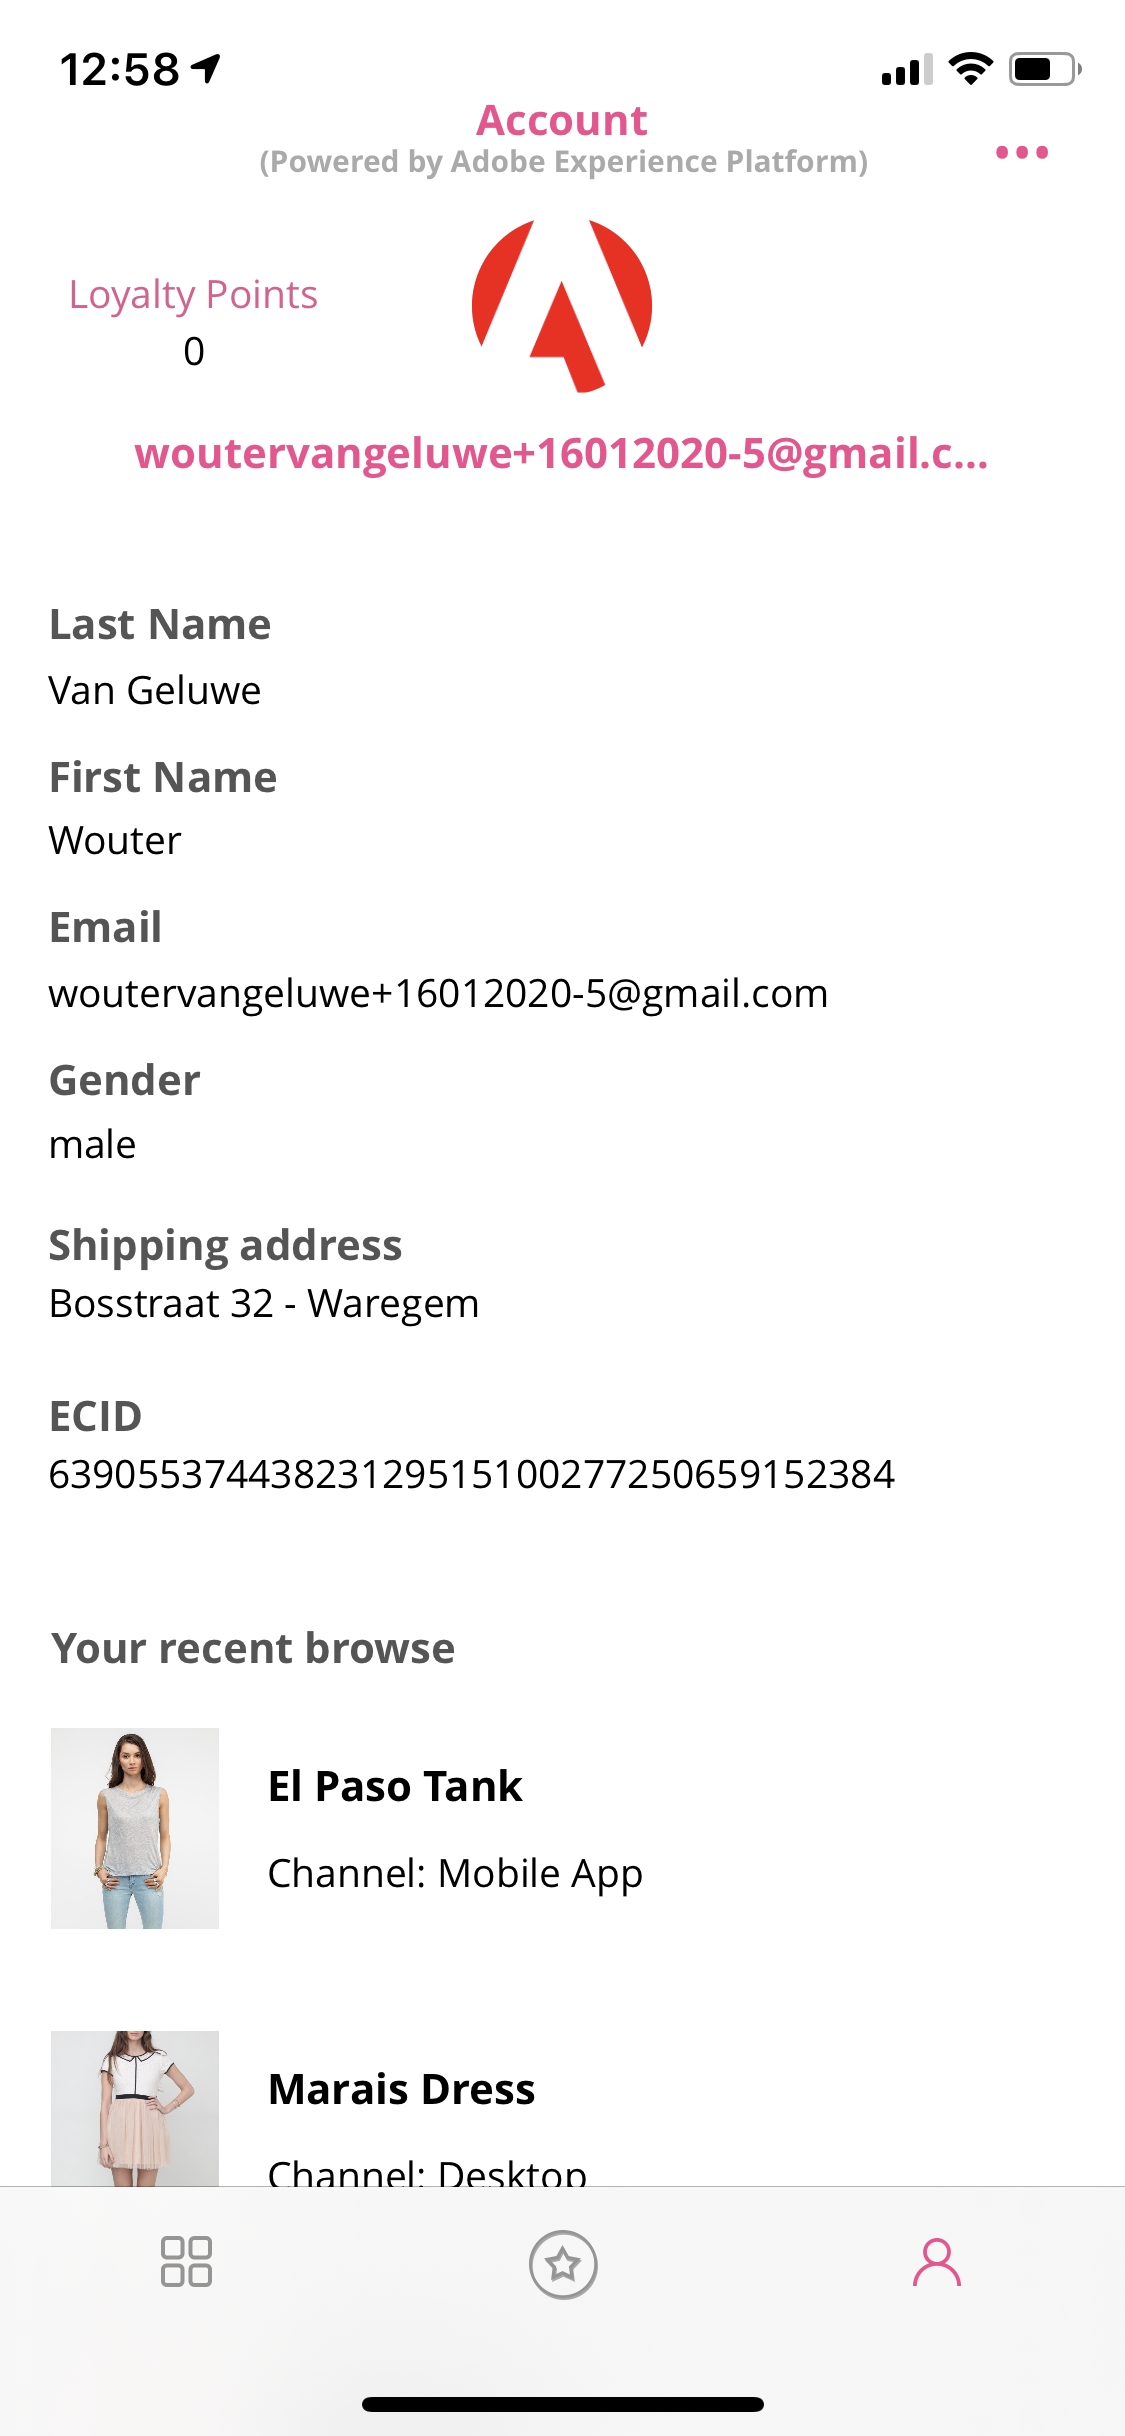 12:58
Account
(Powered by Adobe Experience Platform)
Loyalty Points
0
woutervangeluwe+16012020-5@gmail.c...
Last Name
Van Geluwe
First Name
Wouter
Email
woutervangeluwe+16012020-5@gmail.com
Gender
male
Shipping address
Bosstraat 32 - Waregem
ECID
63905537443823129515100277250659152384
Your recent browse
El Paso Tank
Channel: Mobile App
Marais Dress
Channel: Desktop